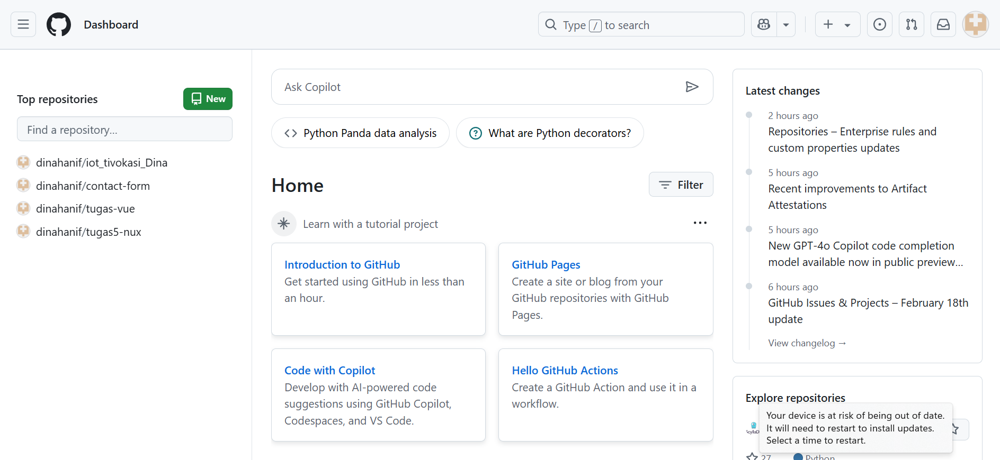 Dashboard
Type / to search
Top repositories
New
Find a repository...
dinahanif/iot_tivokasi_Dina
dinahanif/contact-form
dinahanif/tugas-vue
dinahanif/tugas5-nux
Ask Copilot
Python Panda data analysis
What are Python decorators?
Home
Filter
Learn with a tutorial project
Introduction to GitHub
Get started using GitHub in less than
an hour.
GitHub Pages
Create a site or blog from your
GitHub repositories with GitHub
Pages.
Code with Copilot
Develop with AI-powered code
suggestions using GitHub Copilot,
Codespaces, and VS Code.
Hello GitHub Actions
Create a GitHub Action and use it in a
workflow.
Latest changes
2 hours ago
Repositories – Enterprise rules and
custom properties updates
5 hours ago
Recent improvements to Artifact
Attestations
5 hours ago
New GPT-4o Copilot code completion
model available now in public preview...
6 hours ago
GitHub Issues & Projects – February 18th
update
View changelog →
Explore repositories
Your device is at risk of being out of date.
It will need to restart to install updates.
Select a time to restart.
27
Python